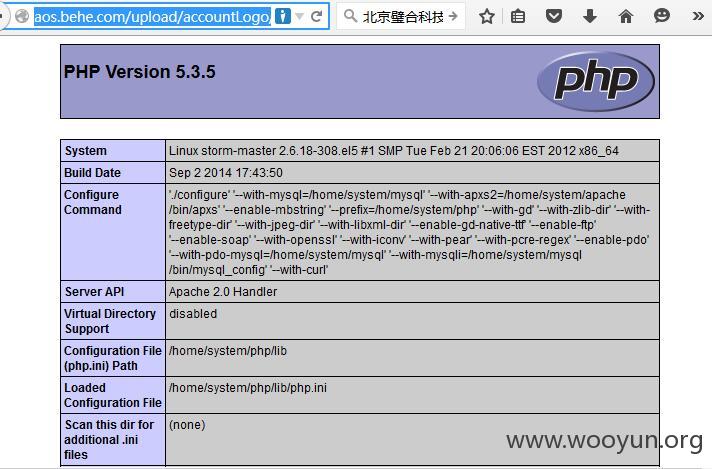 aos.behe.com/upload/accountLogo
北京璧合科技
PHP Version 5.3.5
php
System Linux storm-master 2.6.18-308.el5 #1 SMP Tue Feb 21 20:06:06 EST 2012 x86_64
Build Date Sep 2 2014 17:43:50
Configure Command
'./configure' '--with-mysql=/home/system/mysql' '--with-apxs2=/home/system/apache
/bin/apxs' '--enable-mbstring' '--prefix=/home/system/php' '--with-gd' '--with-zlib-dir' '--with-
freetype-dir' '--with-jpeg-dir' '--with-libxml-dir' '--enable-gd-native-ttf' '--enable-ftp'
'--enable-soap' '--with-openssl' '--with-iconv' '--with-pear' '--with-pcre-regex' '--enable-pdo'
'--with-pdo-mysql=/home/system/mysql' '--with-mysqli=/home/system/mysql
/bin/mysql_config' '--with-curl'
Server API Apache 2.0 Handler
Virtual Directory
Support
disabled
Configuration File
(php.ini) Path
/home/system/php/lib
Loaded
Configuration File
/home/system/php/lib/php.ini
Scan this dir for
additional .ini
files
(none)
www.wooyun.org